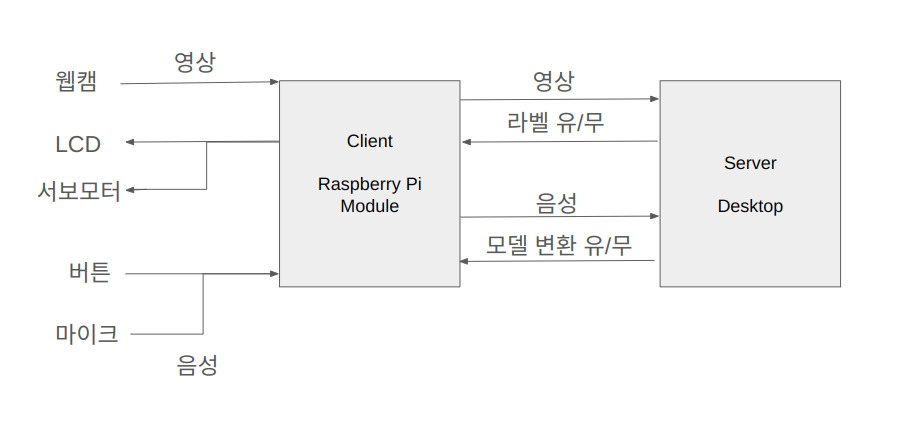 영상
웹캠
LCD
서보모터
버튼
마이크
음성
Client
Raspberry Pi
Module
영상
라벨 유/무
음성
모델 변환 유/무
Server
Desktop